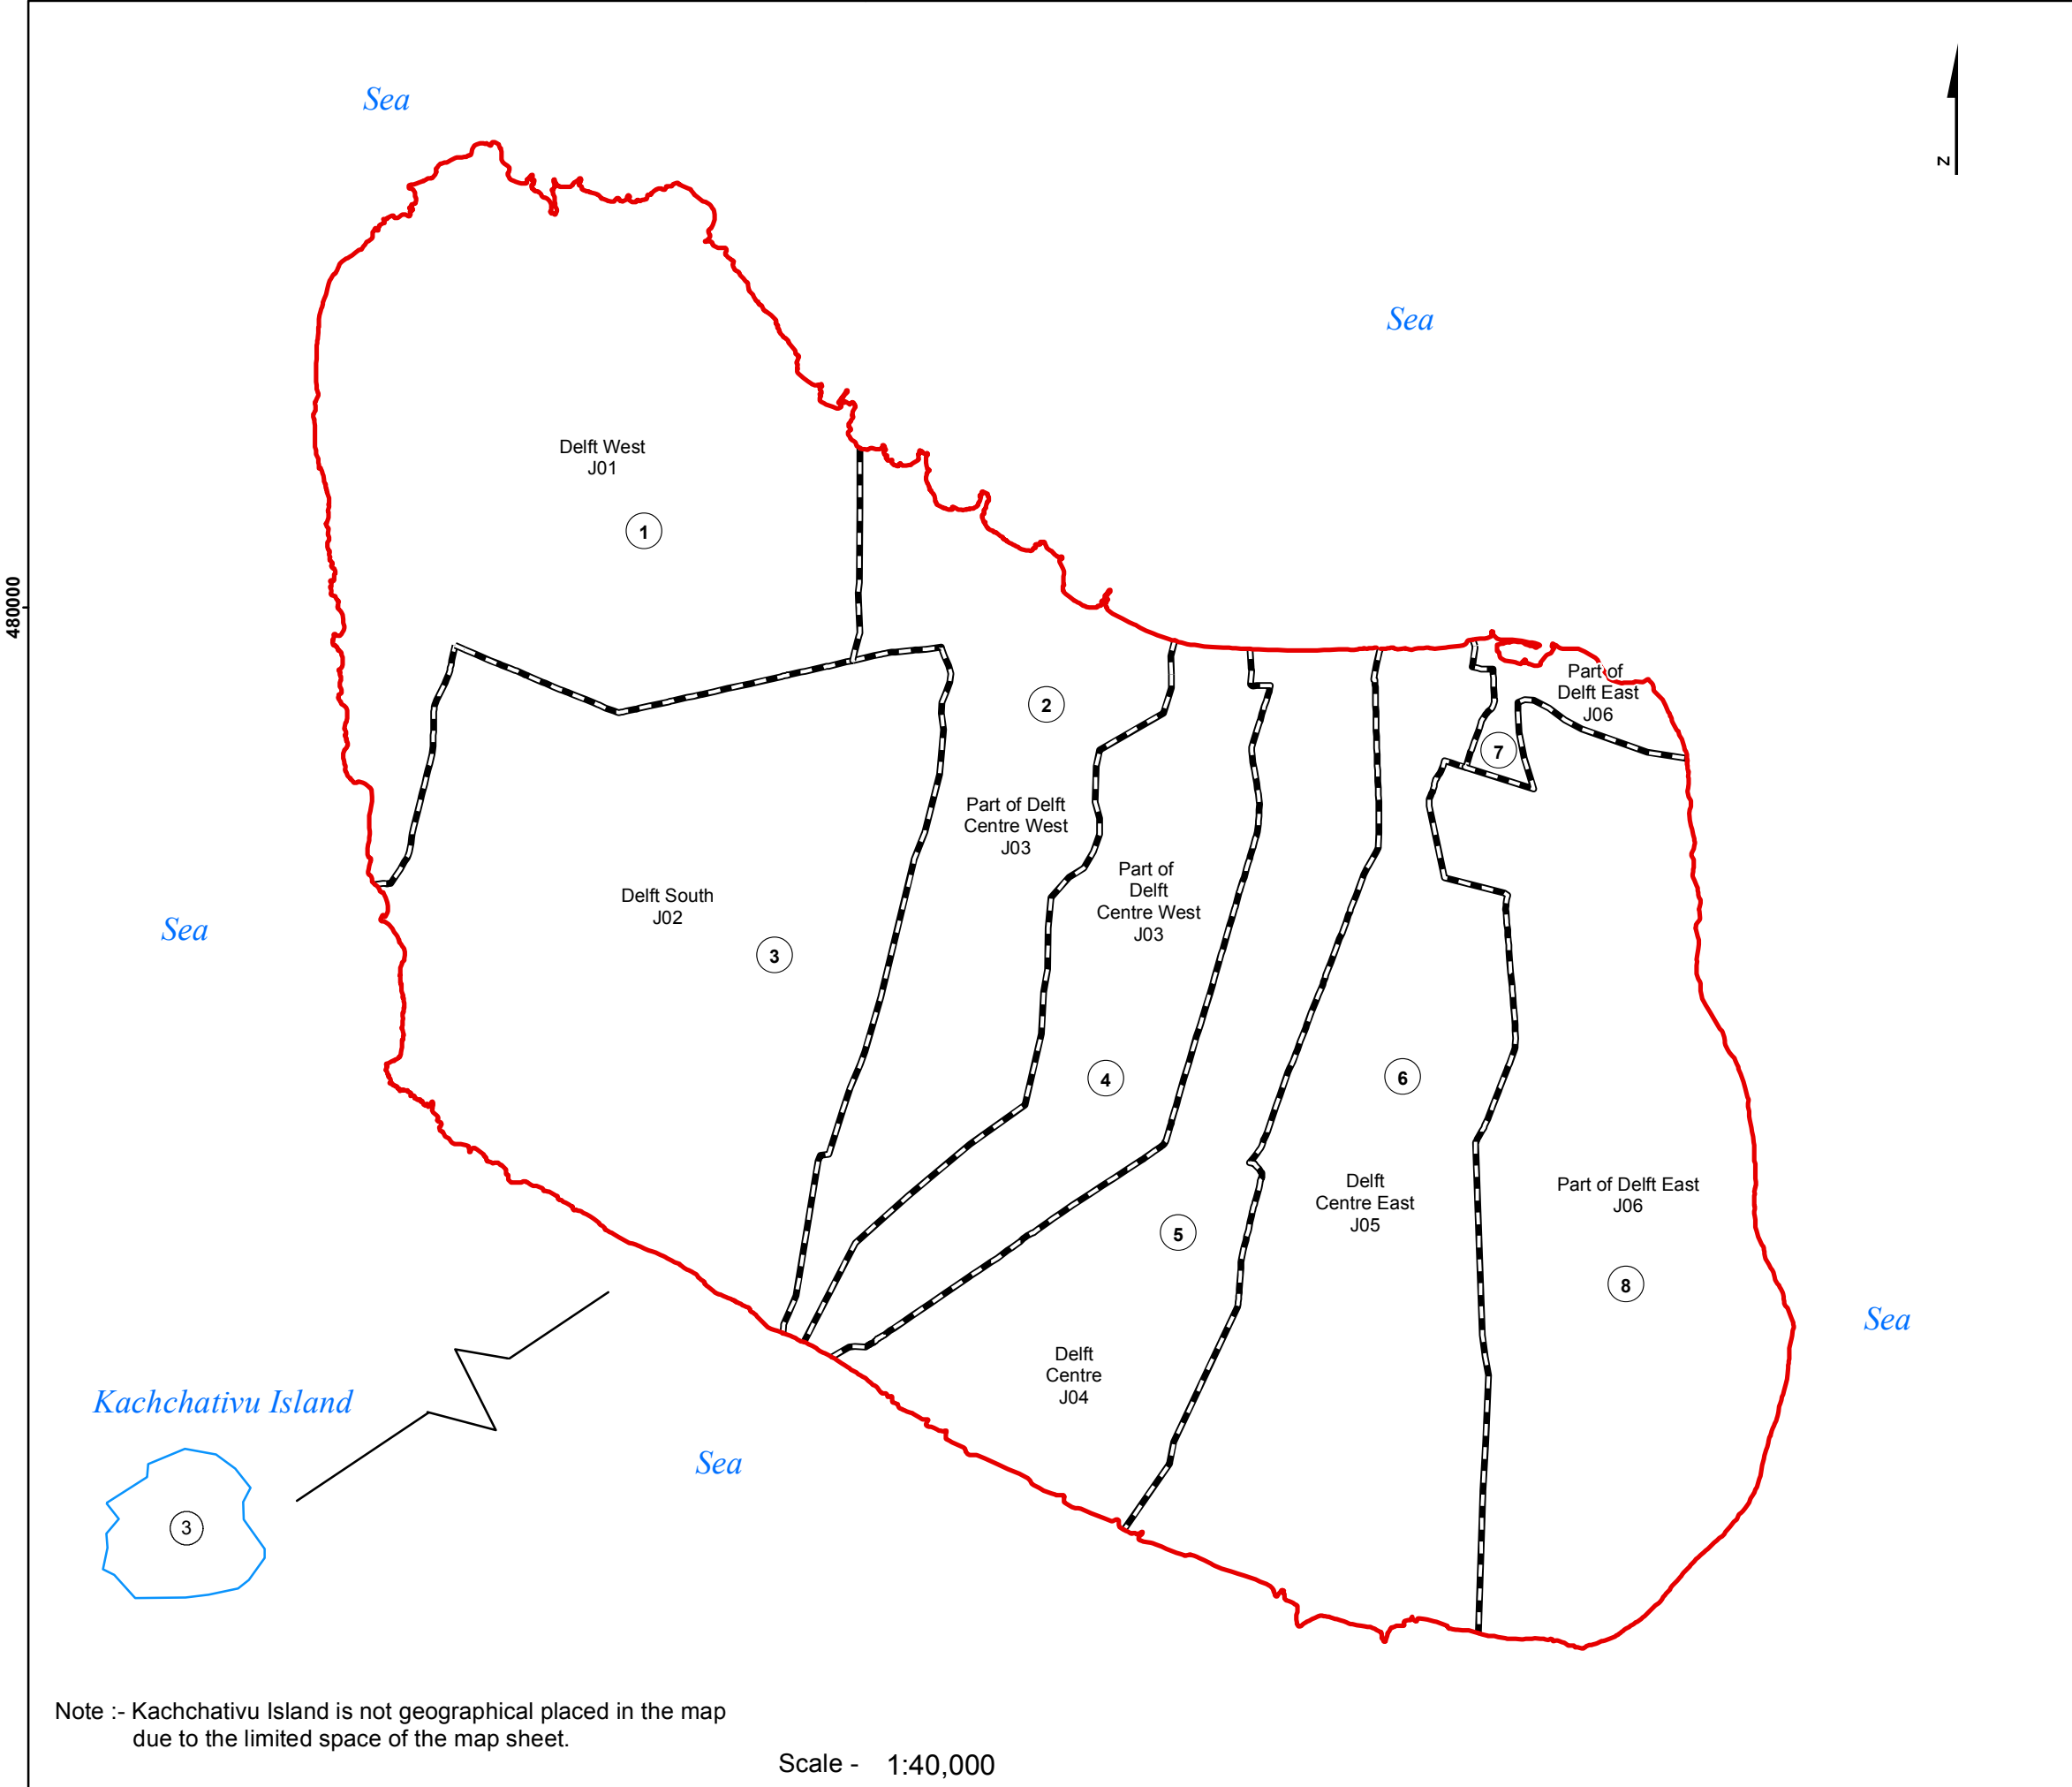 Sea
N
Sea
Delft West
J01
1
480000
Part of
Delft East
J06
2
7
Part of Delft
Centre West
J03
Part of
Delft
Centre West
J03
Delft South
J02
Sea
3
4
6
Delft
Centre East
J05
Part of Delft East
J06
5
8
Sea
Delft
Centre
J04
Kachchativu Island
Sea
3
Note :- Kachchativu Island is not geographical placed in the map
due to the limited space of the map sheet.
Scale - 1:40,000